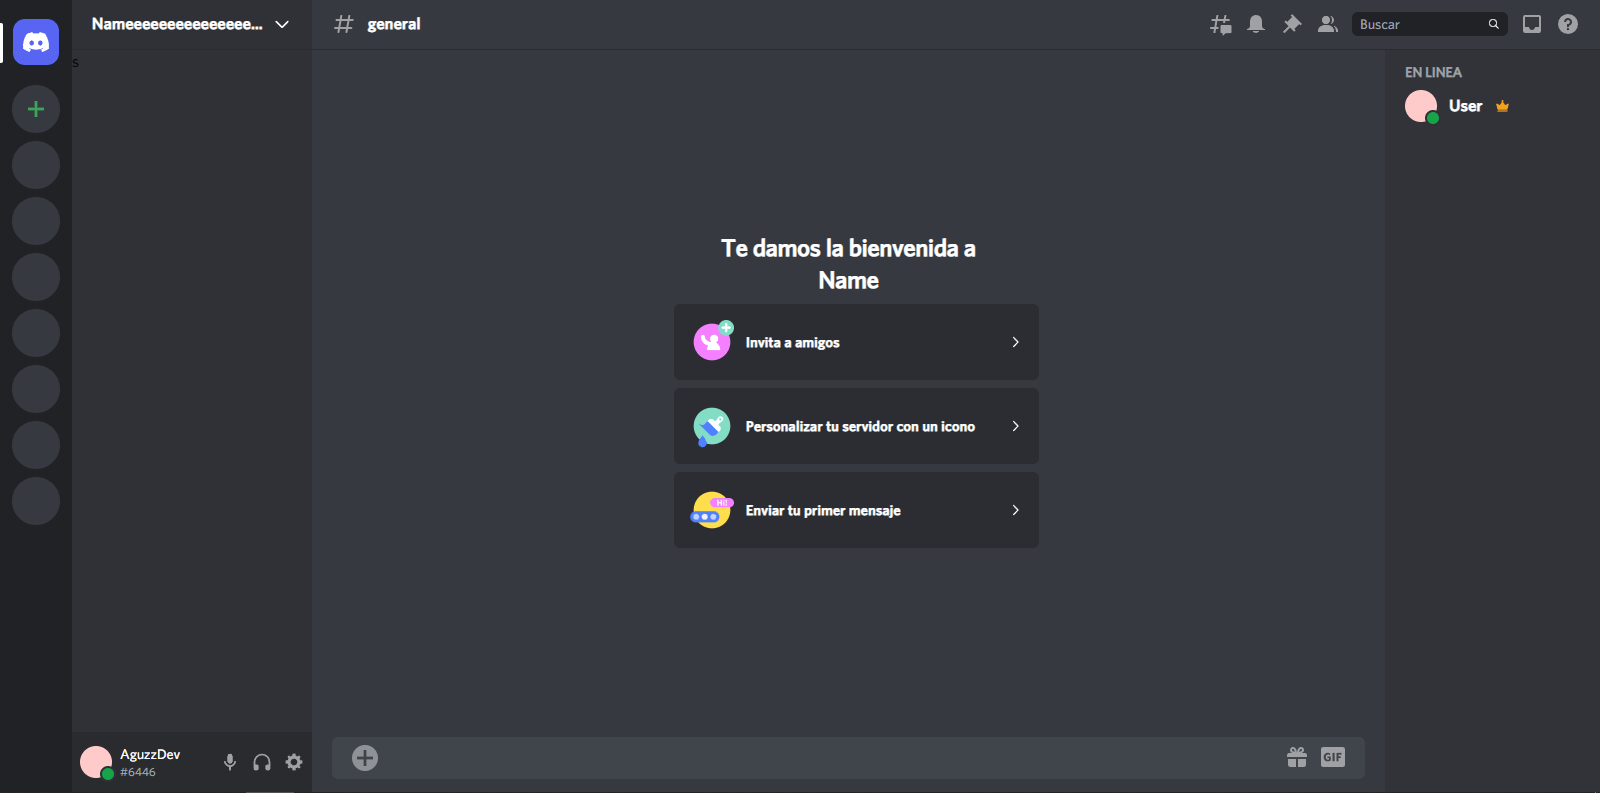 Nameeeeeeeeeeeeeee...
general
Buscar
s
EN LINEA
User
Te damos la bienvenida a
Name
Invita a amigos
Personalizar tu servidor con un icono
Hi!
Enviar tu primer mensaje
AguzzDev
#6446
GIF